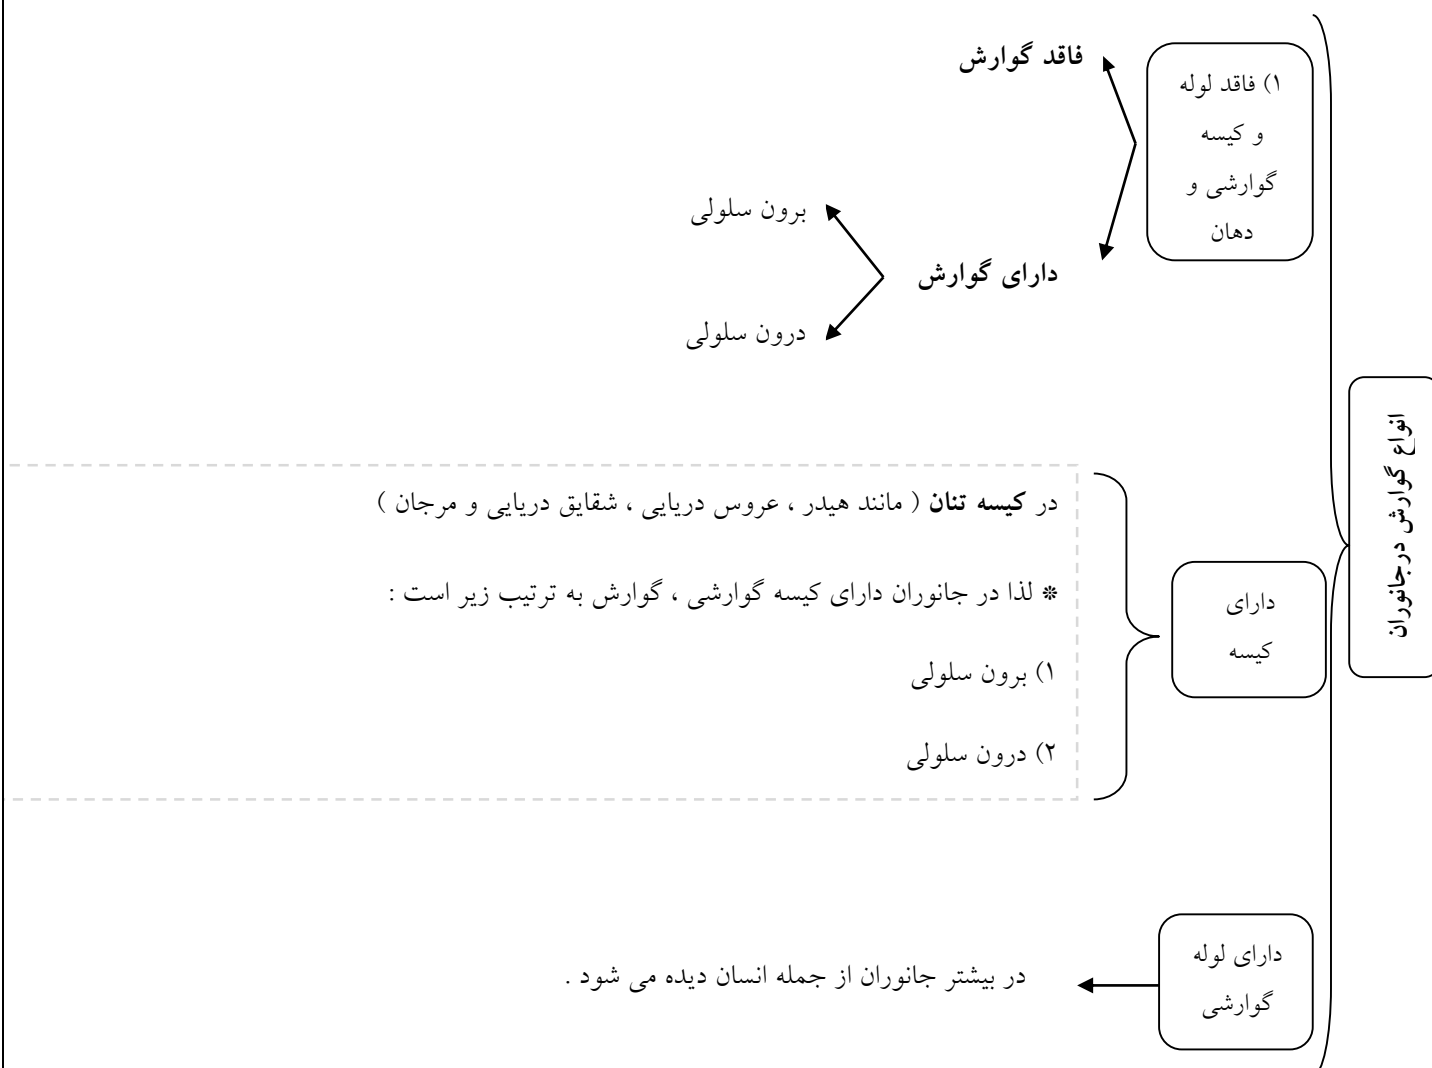 انواع گوارش درجانوران
۱) فاقد لوله
و کیسه
گوارشی و
دهان
فاقد گوارش
دارای گوارش
برون سلولی
درون سلولی
دارای
کیسه
در کیسه تنان ( مانند هیدر ، عروس دریایی ، شقایق دریایی و مرجان )
* لذا در جانوران دارای کیسه گوارشی ، گوارش به ترتیب زیر است :
۱) برون سلولی
۲) درون سلولی
دارای لوله
گوارشی
در بیشتر جانوران از جمله انسان دیده می شود .